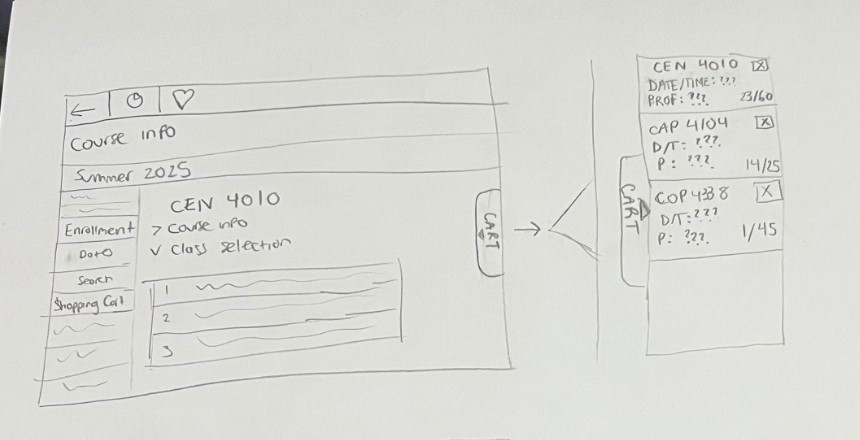 Course info
Summer 2025
Enrollment
Search
Shopping Cart
CEN 4010
> Course info
v Class selection
1
2
3
CART
CART
CEN 4010 X
DATE/TIME: ???
PROF: ??? 23/60
CAP 4104 X
D/T: ???
P: ??? 14/25
COP 4338 X
D/T: ???
P: ??? 1/45